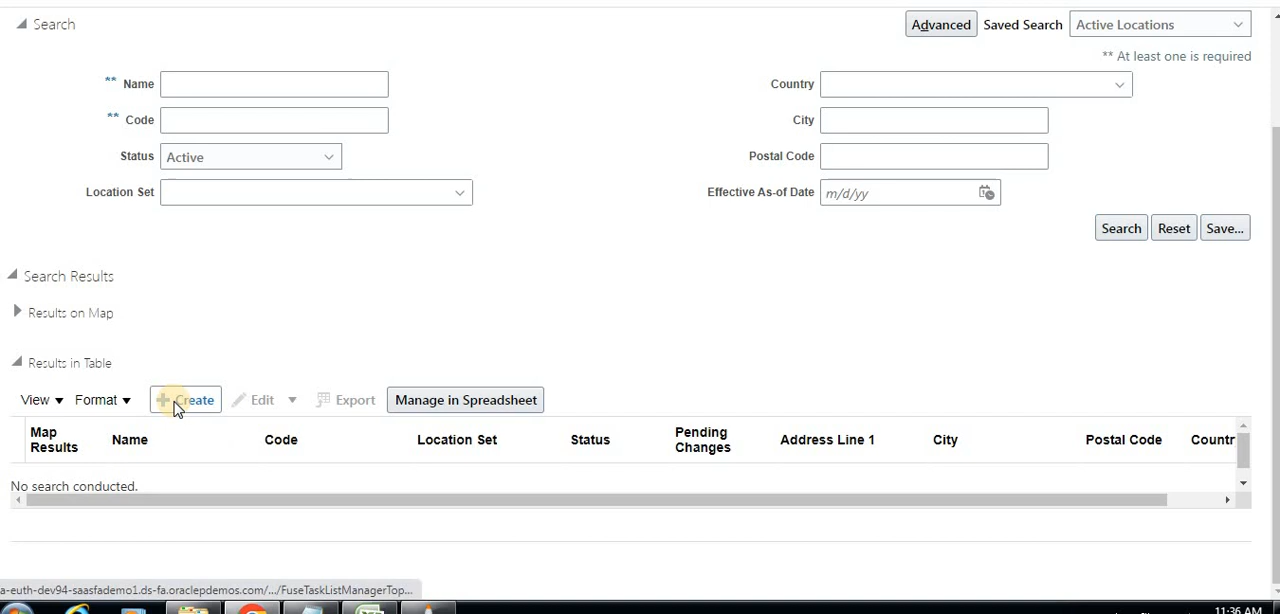 Search
Advanced Saved Search Active Locations
** At least one is required
** Name
Country
** Code
City
Status Active
Postal Code
Location Set
Effective As-of Date m/d/yy
Search Reset Save...
Search Results
Results on Map
Results in Table
View Format Create Edit Export Manage in Spreadsheet
Map Results Name Code Location Set Status Pending Changes Address Line 1 City Postal Code Countr
No search conducted.
a-euth-dev94-saasfademo1.ds-fa.oraclepdemos.com/.../FuseTaskListManagerTop...
11:36 AM